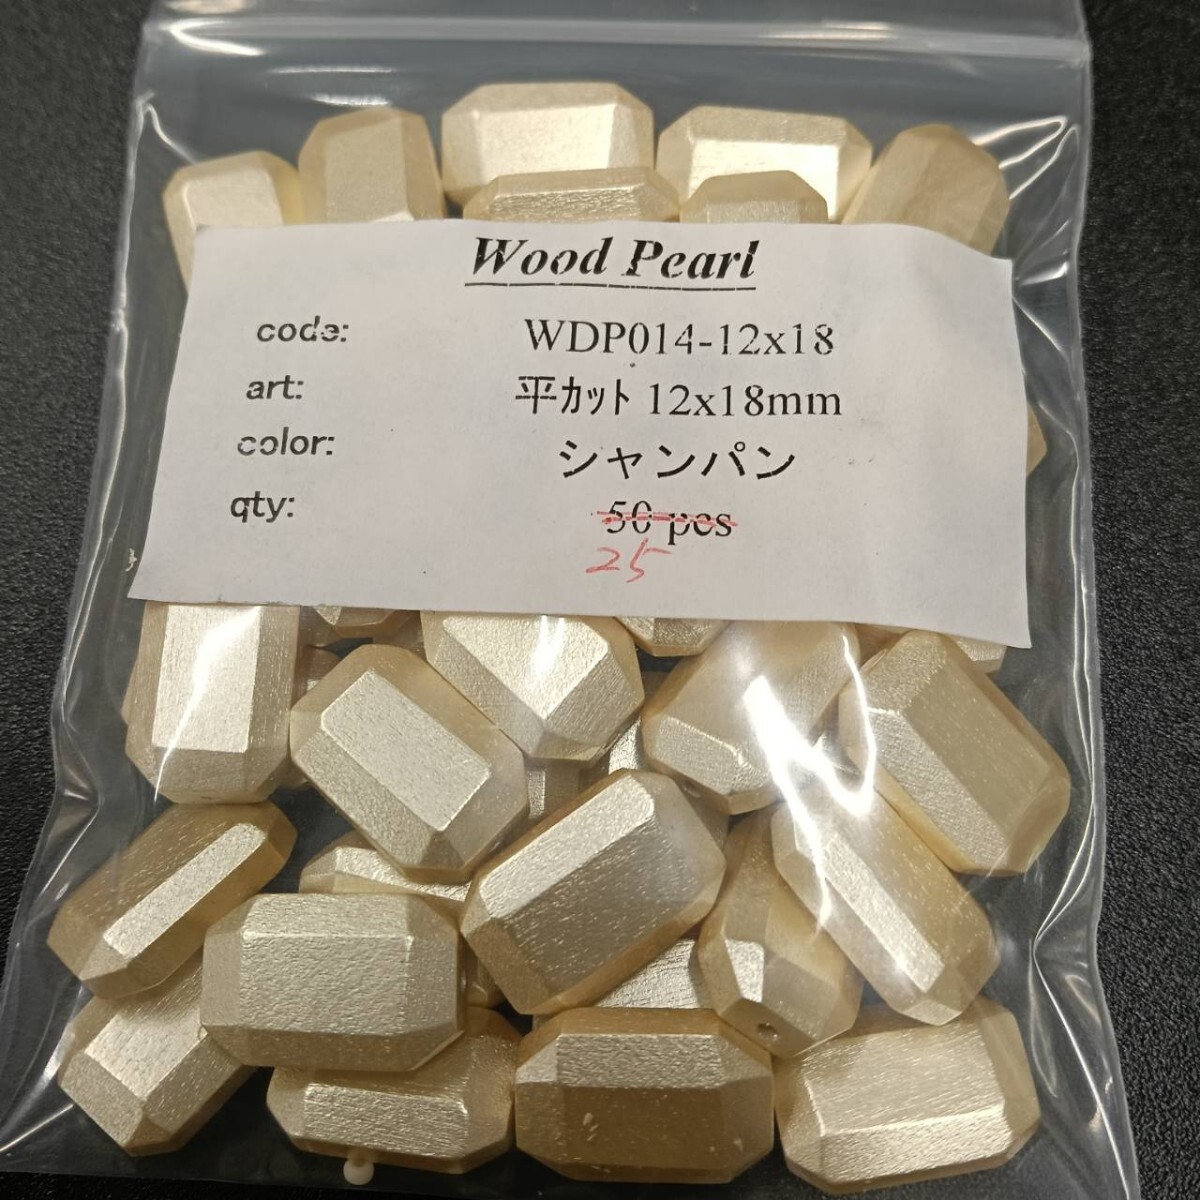 Wood Pearl
code: WDP014-12x18
art: 平カット 12x18mm
color: シャンパン
qty: 50 pcs
25